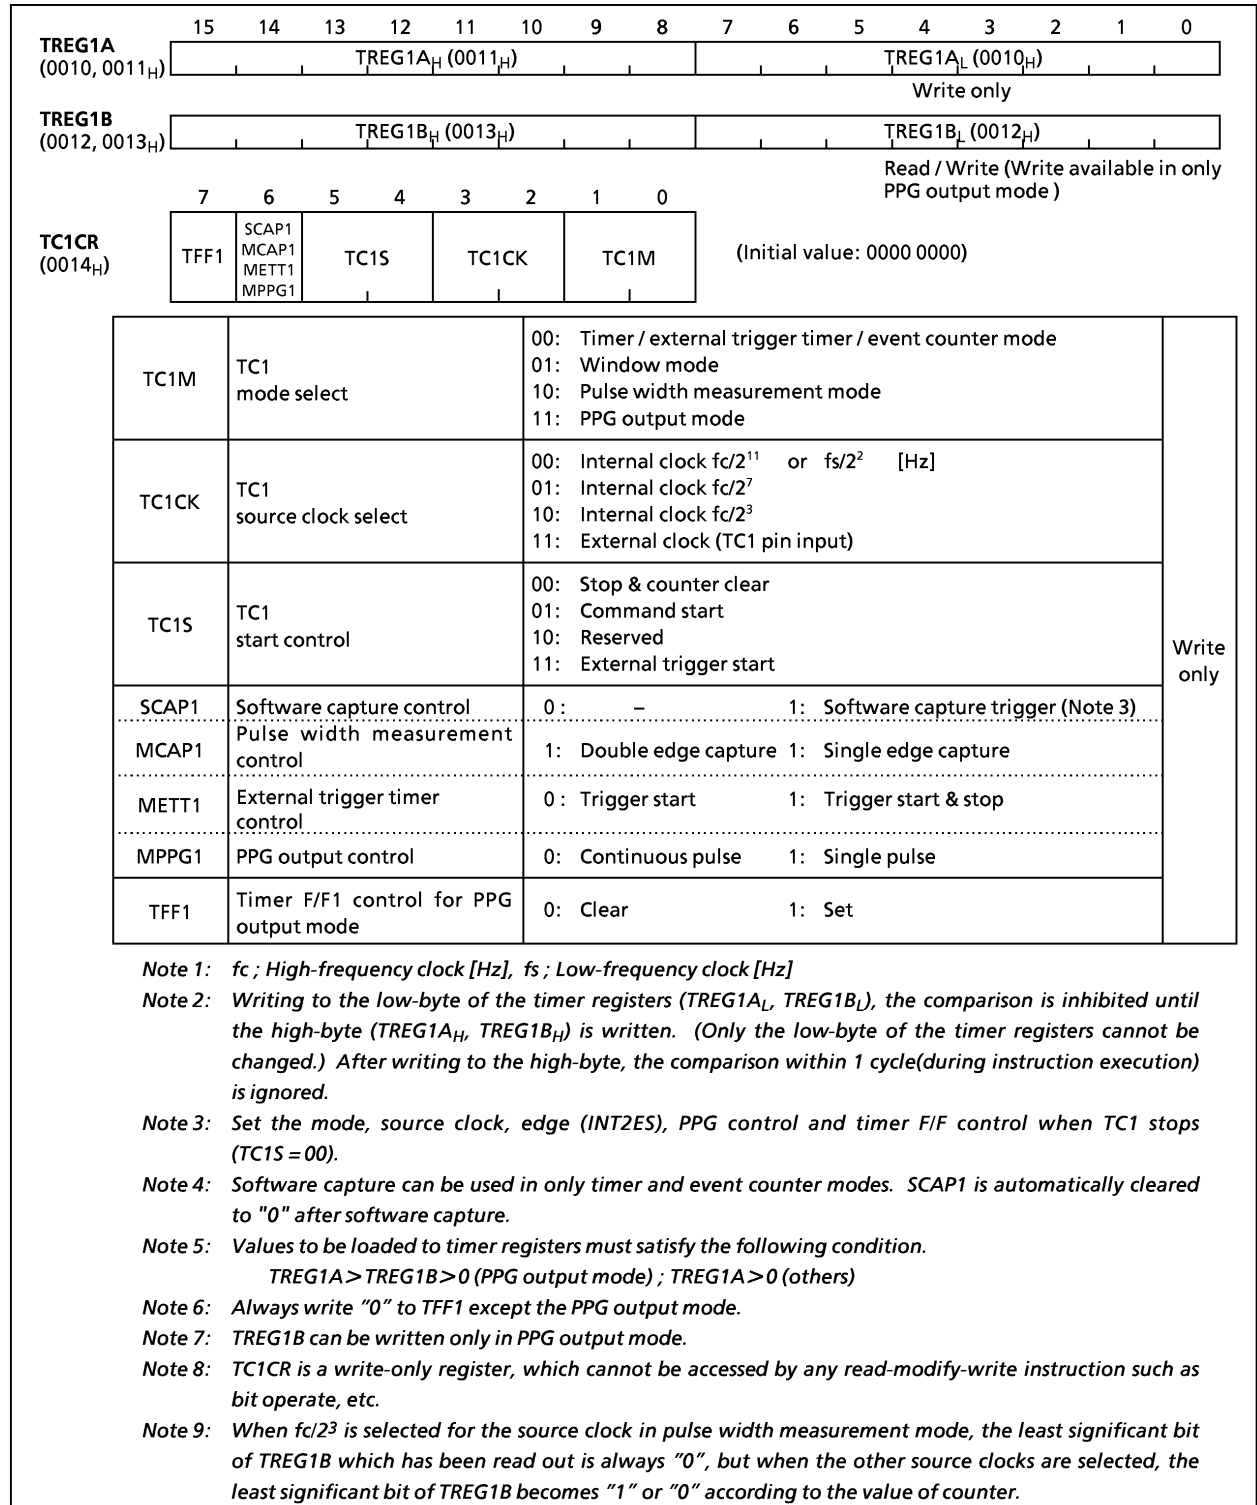 15 14 13 12 11 10 9 8 7 6 5 4 3 2 1 0
TREG1A
(0010, 0011H)
TREG1AH (0011H) TREG1AL (0010H)
Write only
TREG1B
(0012, 0013H)
TREG1BH (0013H) TREG1BL (0012H)
Read / Write (Write available in only
PPG output mode )
7 6 5 4 3 2 1 0
TC1CR
(0014H)
TFF1
SCAP1
MCAP1
METT1
MPPG1
TC1S TC1CK TC1M
(Initial value: 0000 0000)
TC1M
TC1
mode select
00: Timer / external trigger timer / event counter mode
01: Window mode
10: Pulse width measurement mode
11: PPG output mode
TC1CK
TC1
source clock select
00: Internal clock fc/2¹¹ or fs/2² [Hz]
01: Internal clock fc/2⁷
10: Internal clock fc/2³
11: External clock (TC1 pin input)
TC1S
TC1
start control
00: Stop & counter clear
01: Command start
10: Reserved
11: External trigger start
Write
only
SCAP1 Software capture control 0 : – 1: Software capture trigger (Note 3)
MCAP1
Pulse width measurement
control
1: Double edge capture 1: Single edge capture
METT1
External trigger timer
control
0 : Trigger start 1: Trigger start & stop
MPPG1 PPG output control 0: Continuous pulse 1: Single pulse
TFF1
Timer F/F1 control for PPG
output mode
0: Clear 1: Set
Note 1: fc ; High-frequency clock [Hz], fs ; Low-frequency clock [Hz]
Note 2: Writing to the low-byte of the timer registers (TREG1AL, TREG1BL), the comparison is inhibited until
the high-byte (TREG1AH, TREG1BH) is written. (Only the low-byte of the timer registers cannot be
changed.) After writing to the high-byte, the comparison within 1 cycle(during instruction execution)
is ignored.
Note 3: Set the mode, source clock, edge (INT2ES), PPG control and timer F/F control when TC1 stops
(TC1S = 00).
Note 4: Software capture can be used in only timer and event counter modes. SCAP1 is automatically cleared
to "0" after software capture.
Note 5: Values to be loaded to timer registers must satisfy the following condition.
TREG1A>TREG1B>0 (PPG output mode) ; TREG1A>0 (others)
Note 6: Always write ″0″ to TFF1 except the PPG output mode.
Note 7: TREG1B can be written only in PPG output mode.
Note 8: TC1CR is a write-only register, which cannot be accessed by any read-modify-write instruction such as
bit operate, etc.
Note 9: When fc/2³ is selected for the source clock in pulse width measurement mode, the least significant bit
of TREG1B which has been read out is always ″0″, but when the other source clocks are selected, the
least significant bit of TREG1B becomes ″1″ or ″0″ according to the value of counter.